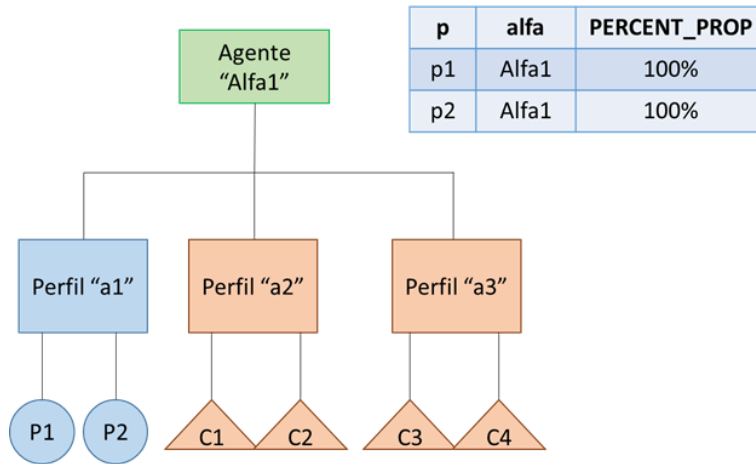 Agente
“Alfa1”
p alfa PERCENT_PROP
p1 Alfa1 100%
p2 Alfa1 100%
Perfil “a1” Perfil “a2” Perfil “a3”
P1 P2 C1 C2 C3 C4